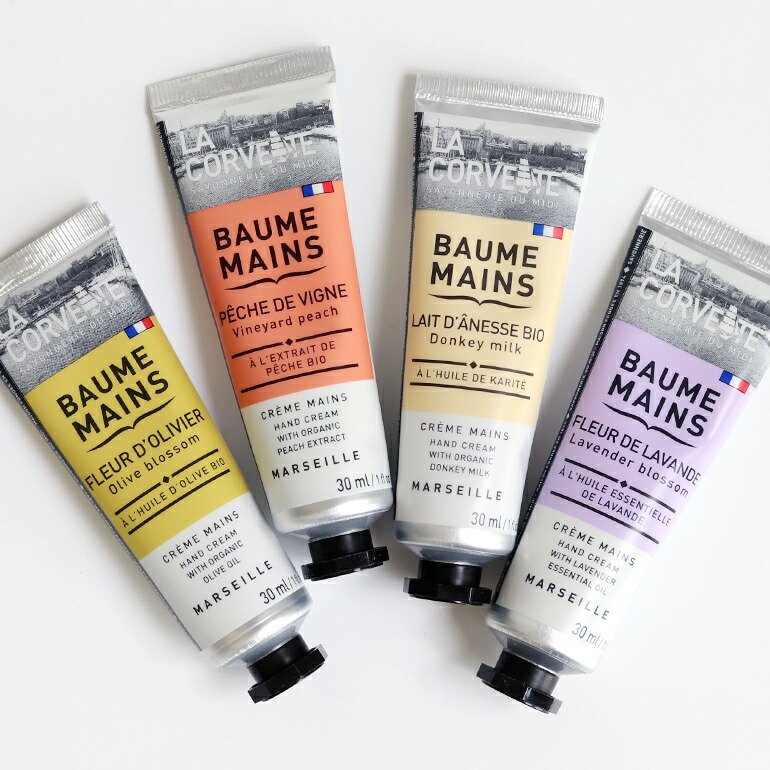 LA
CORVETTE
BAUME
MAINS
FLEUR D'OLIVIER
Olive blossom
À L'HUILE D'OLIVE BIO
CRÈME MAINS
HAND CREAM
WITH ORGANIC
OLIVE OIL
MARSEILLE
30 ml/1
LA
CORVETTE
SAVONNERIE DU MIDI
BAUME
MAINS
PÊCHE DE VIGNE
Vineyard peach
À L'EXTRAIT DE
PÊCHE BIO
CRÈME MAINS
HAND CREAM
WITH ORGANIC
PEACH EXTRACT
MARSEILLE
30 ml/1 fl
LA
CORVETTE
SAVONNERIE DU MIDI
BAUME
MAINS
LAIT D'ÂNESSE BIO
Donkey milk
À L'HUILE DE KARITÉ
CRÈME MAINS
HAND CREAM
WITH ORGANIC
DONKEY MILK
MARSEILLE
30 ml/1
LA
CORVETTE
SAVONNERIE
BAUME
MAINS
FLEUR DE LAVANDE
Lavender blossom
À L'HUILE ESSENTIELLE
DE LAVANDE
CRÈME MAINS
HAND CREAM
WITH LAVENDER
ESSENTIAL OIL
MARSEILLE
30 ml/1